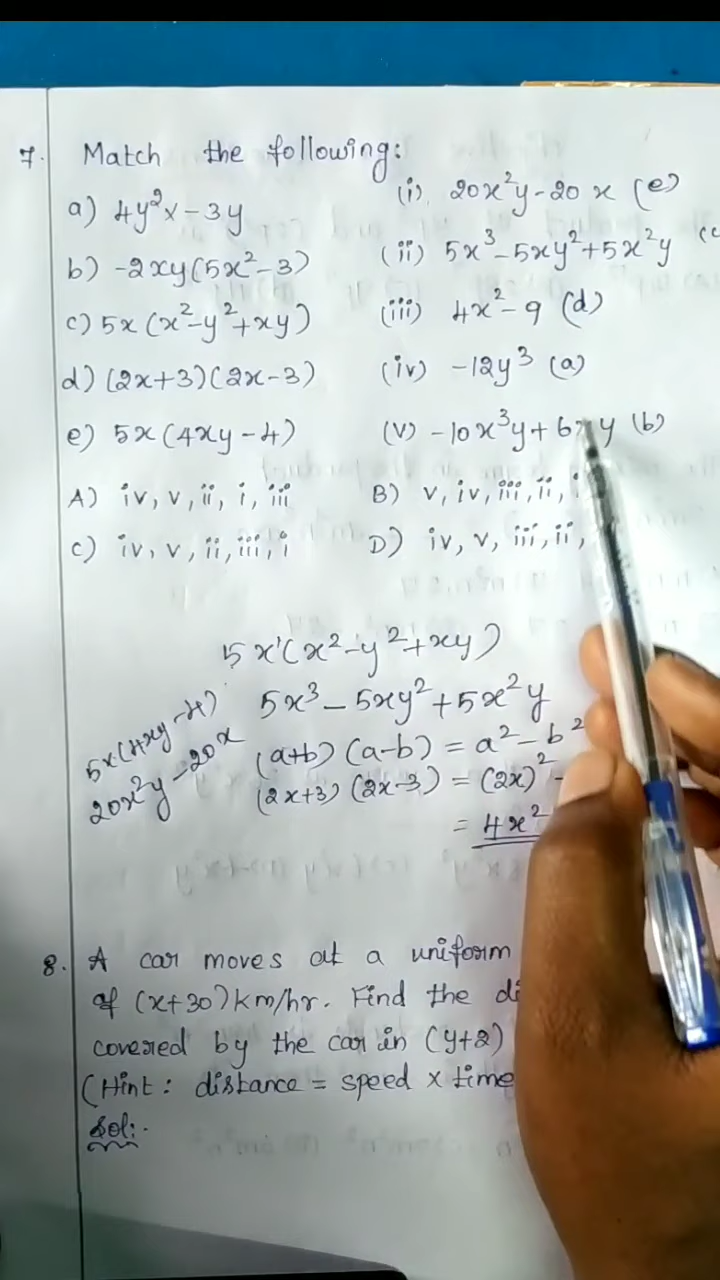 7. Match the following:
a) 4y²x-3y (i) 20x²y-20x (e)
b) -2xy(5x²-3) (ii) 5x³-5xy²+5x²y (c
c) 5x(x²-y²+xy) (iii) 4x²-9 (d)
d) (2x+3)(2x-3) (iv) -12y³ (a)
e) 5x(4xy-4) (v) -10x³y+6xy (b)
A) iv, v, ii, i, iii B) v, iv, iii, ii, i
C) iv, v, ii, iii, i D) iv, v, iii, ii,
5x(x²-y²+xy)
5x³-5xy²+5x²y
5x(4xy-4)
20x²y-20x
(a+b)(a-b) = a²-b²
(2x+3)(2x-3) = (2x)²-
= 4x²
8. A car moves at a uniform
of (x+30)km/hr. Find the
covered by the car in (y+2)
(Hint: distance = speed x time
Sol:-